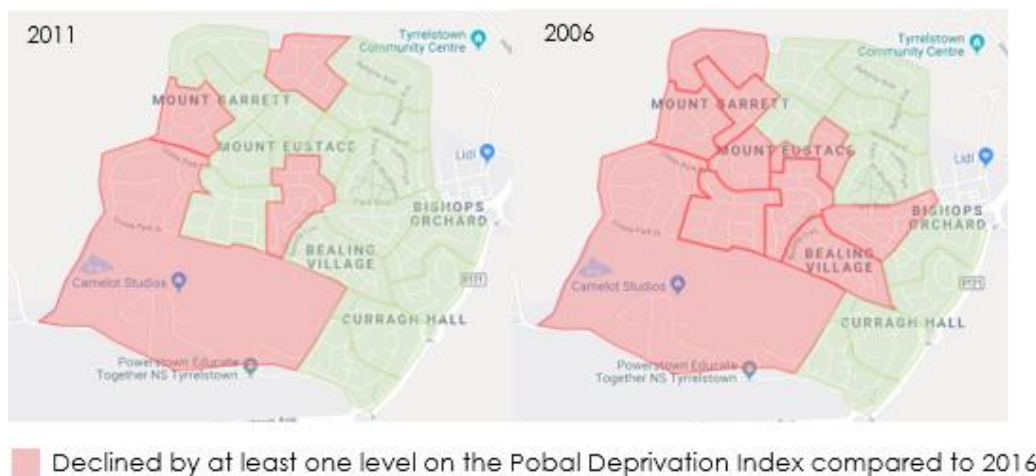 2011
Tyrrelstown
Community Centre
MOUNT GARRETT
MOUNT EUSTACE
Lidl
BISHOPS
ORCHARD
BEALING
VILLAGE
Camelot Studios
R121
CURRAGH HALL
Powerstown Educate
Together NS Tyrrelstown
2006
Tyrrelstown
Community Centre
MOUNT GARRETT
MOUNT EUSTACE
Lidl
BISHOPS
ORCHARD
BEALING
VILLAGE
Camelot Studios
R121
CURRAGH HALL
Powerstown Educate
Together NS Tyrrelstown
Declined by at least one level on the Pobal Deprivation Index compared to 201